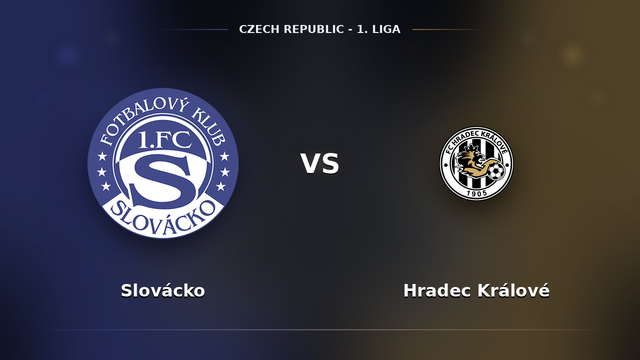 CZECH REPUBLIC - 1. LIGA
FOTBALOVÝ KLUB
1.FC
S
SLOVÁCKO
VS
FC HRADEC KRÁLOVÉ
1905
Slovácko
Hradec Králové